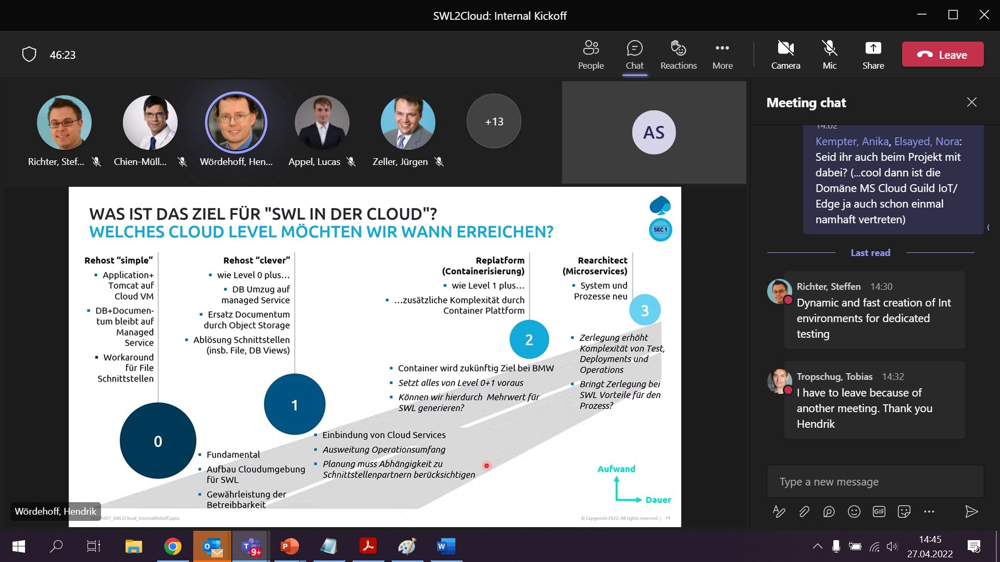 SWL2Cloud: Internal Kickoff
46:23
People
Chat
Reactions
More
Camera
Mic
Share
Leave
Richter, Stef...
Chien-Müll...
Wördehoff, Hen...
Appel, Lucas
Zeller, Jürgen
+13
AS
WAS IST DAS ZIEL FÜR "SWL IN DER CLOUD"?
WELCHES CLOUD LEVEL MÖCHTEN WIR WANN ERREICHEN?
SEC 1
Rehost “simple”
▪ Application+
Tomcat auf
Cloud VM
▪ DB+Documen-
tum bleibt auf
Managed
Service
▪ Workaround
für File
Schnittstellen
0
▪ Fundamental
▪ Aufbau Cloudumgebung
für SWL
▪ Gewährleistung der
Betreibbarkeit
Rehost “clever”
▪ wie Level 0 plus…
▪ DB Umzug auf
managed Service
▪ Ersatz Documentum
durch Object Storage
▪ Ablösung Schnittstellen
(insb. File, DB Views)
1
▪ Einbindung von Cloud Services
▪ Ausweitung Operationsumfang
▪ Planung muss Abhängigkeit zu
Schnittstellenpartnern berücksichtigen
Replatform
(Containerisierung)
▪ wie Level 1 plus…
▪ …zusätzliche Komplexität durch
Container Plattform
2
▪ Container wird zukünftig Ziel bei BMW
▪ Setzt alles von Level 0+1 voraus
▪ Können wir hierdurch Mehrwert für
SWL generieren?
Rearchitect
(Microservices)
▪ System und
Prozesse neu
3
▪ Zerlegung erhöht
Komplexität von Test,
Deployments und
Operations
▪ Bringt Zerlegung bei
SWL Vorteile für den
Prozess?
Aufwand
Dauer
Wördehoff, Hendrik
20220427_SWL2Cloud_InternalKickoff.pptx
© Capgemini 2022. All rights reserved | 14
Meeting chat
14:02
Kempter, Anika, Elsayed, Nora:
Seid ihr auch beim Projekt mit
dabei? (...cool dann ist die
Domäne MS Cloud Guild IoT/
Edge ja auch schon einmal
namhaft vertreten)
Last read
Richter, Steffen 14:30
Dynamic and fast creation of Int
environments for dedicated
testing
Tropschug, Tobias 14:32
I have to leave because of
another meeting. Thank you
Hendrik
Type a new message
GIF
9+
14:45
27.04.2022